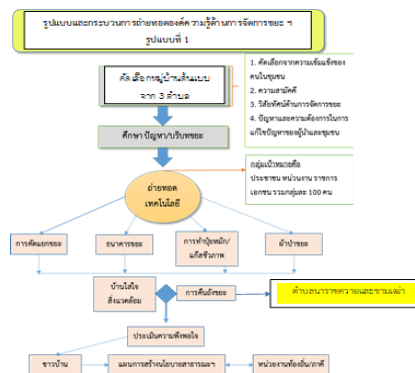 รูปแบบและกระบวนการถ่ายทอดองค์ความรู้ด้านการจัดการขยะ ฯ
รูปแบบที่ 1
คัดเลือกหมู่บ้านต้นแบบ
จาก 3 ตำบล
1. คัดเลือกจากความเข้มแข็งของ
คนในชุมชน
2. ความสามัคคี
3. วิสัยทัศน์ด้านการจัดการขยะ
4. ปัญหาและความต้องการในการ
แก้ไขปัญหาของผู้นำและชุมชน
ศึกษา ปัญหา/บริบทขยะ
กลุ่มเป้าหมายคือ
ประชาชน หน่วยงาน ราชการ
เอกชน รวมกลุ่มละ 100 คน
ถ่ายทอด
เทคโนโลยี
การคัดแยกขยะ
ธนาคารขยะ
การทำปุ๋ยหมัก/
แก๊สชีวภาพ
ผ้าป่าขยะ
บ้านใส่ใจ
สิ่งแวดล้อม
การคืนถังขยะ
ตำบลนาราชควายและขามเฒ่า
ประเมินความพึงพอใจ
ชาวบ้าน
แผนการสร้างนโยบายสาธารณะฯ
หน่วยงานท้องถิ่น/ภาคี